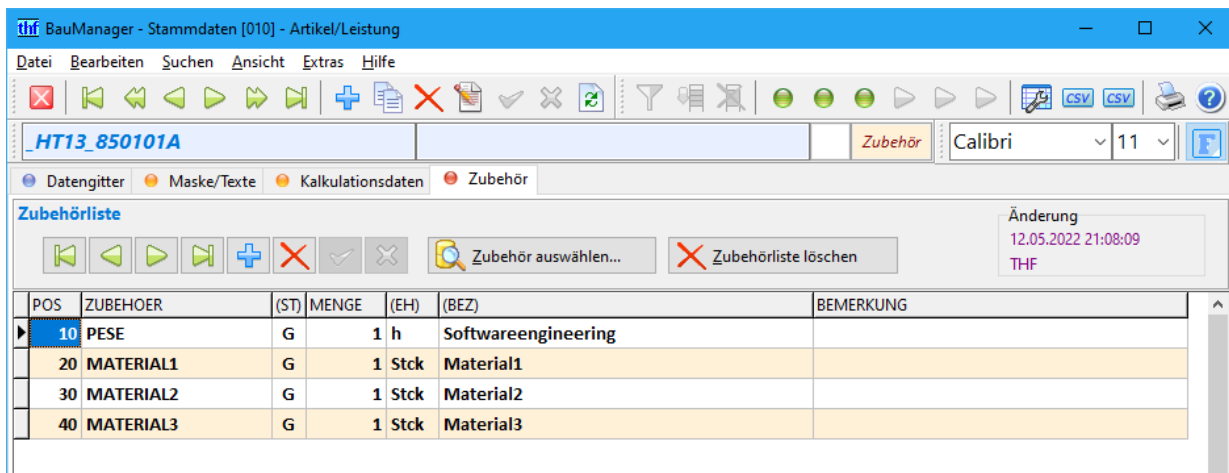 thf BauManager - Stammdaten [010] - Artikel/Leistung
Datei Bearbeiten Suchen Ansicht Extras Hilfe
CSV CSV
_HT13_850101A Zubehör Calibri 11 F
Datengitter Maske/Texte Kalkulationsdaten Zubehör
Zubehörliste
Änderung
12.05.2022 21:08:09
THF
Zubehör auswählen... Zubehörliste löschen
POS ZUBEHOER (ST) MENGE (EH) (BEZ) BEMERKUNG
10 PESE G 1 h Softwareengineering
20 MATERIAL1 G 1 Stck Material1
30 MATERIAL2 G 1 Stck Material2
40 MATERIAL3 G 1 Stck Material3